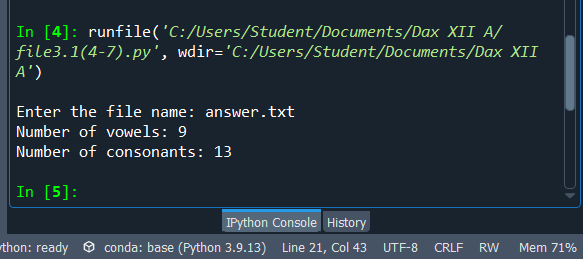 In [4]: runfile('C:/Users/Student/Documents/Dax XII A/
file3.1(4-7).py', wdir='C:/Users/Student/Documents/Dax XII
A')
Enter the file name: answer.txt
Number of vowels: 9
Number of consonants: 13
In [5]:
IPython Console History
ython: ready conda: base (Python 3.9.13) Line 21, Col 43 UTF-8 CRLF RW Mem 71%